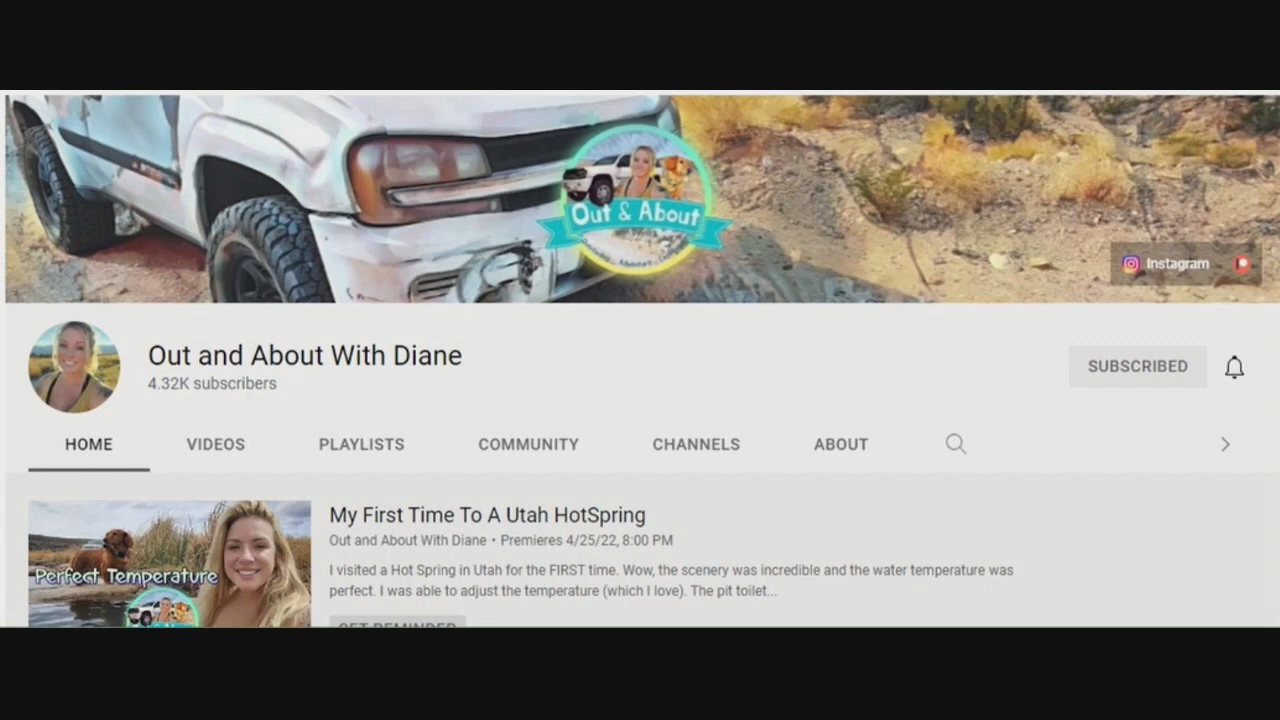 Out & About
Instagram
Out and About With Diane
4.32K subscribers
SUBSCRIBED
HOME
VIDEOS
PLAYLISTS
COMMUNITY
CHANNELS
ABOUT
My First Time To A Utah HotSpring
Out and About With Diane • Premieres 4/25/22, 8:00 PM
I visited a Hot Spring in Utah for the FIRST time. Wow, the scenery was incredible and the water temperature was
perfect. I was able to adjust the temperature (which I love). The pit toilet...
Perfect Temperature
GET REMINDER